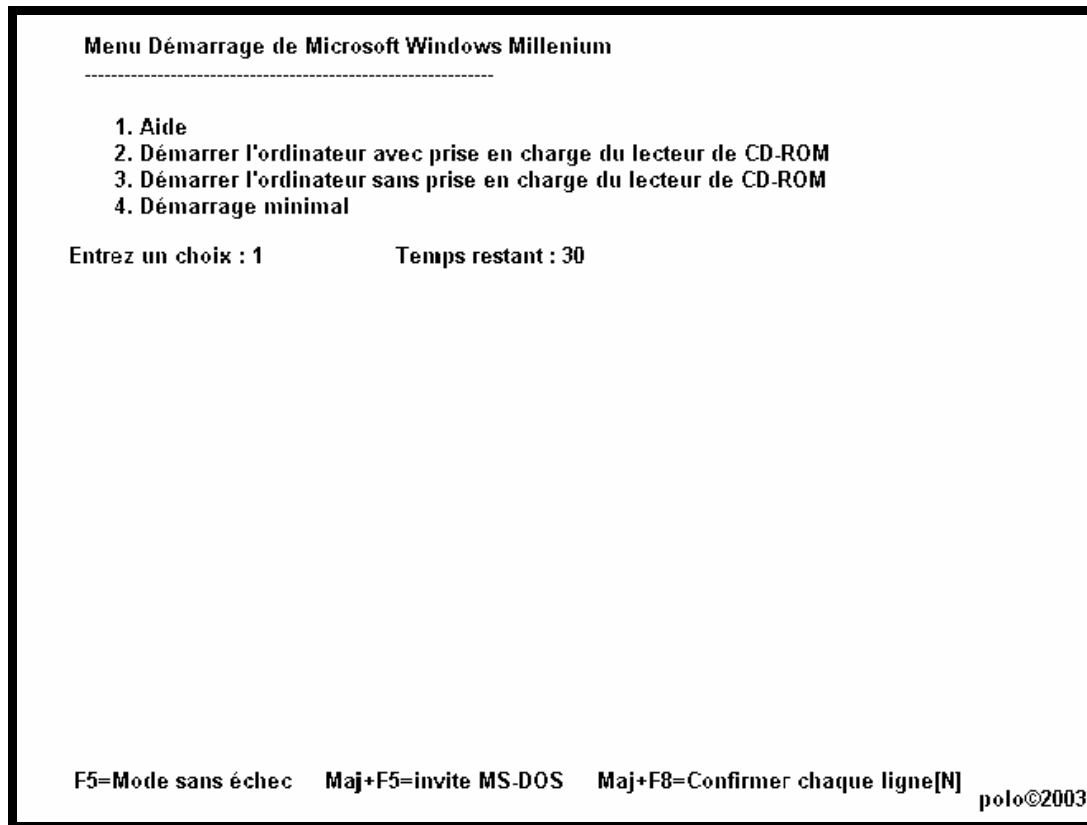 Menu Démarrage de Microsoft Windows Millenium
--------------------------------------------------------------
1. Aide
2. Démarrer l'ordinateur avec prise en charge du lecteur de CD-ROM
3. Démarrer l'ordinateur sans prise en charge du lecteur de CD-ROM
4. Démarrage minimal
Entrez un choix : 1 Temps restant : 30
F5=Mode sans échec Maj+F5=invite MS-DOS Maj+F8=Confirmer chaque ligne[N]
polo©2003